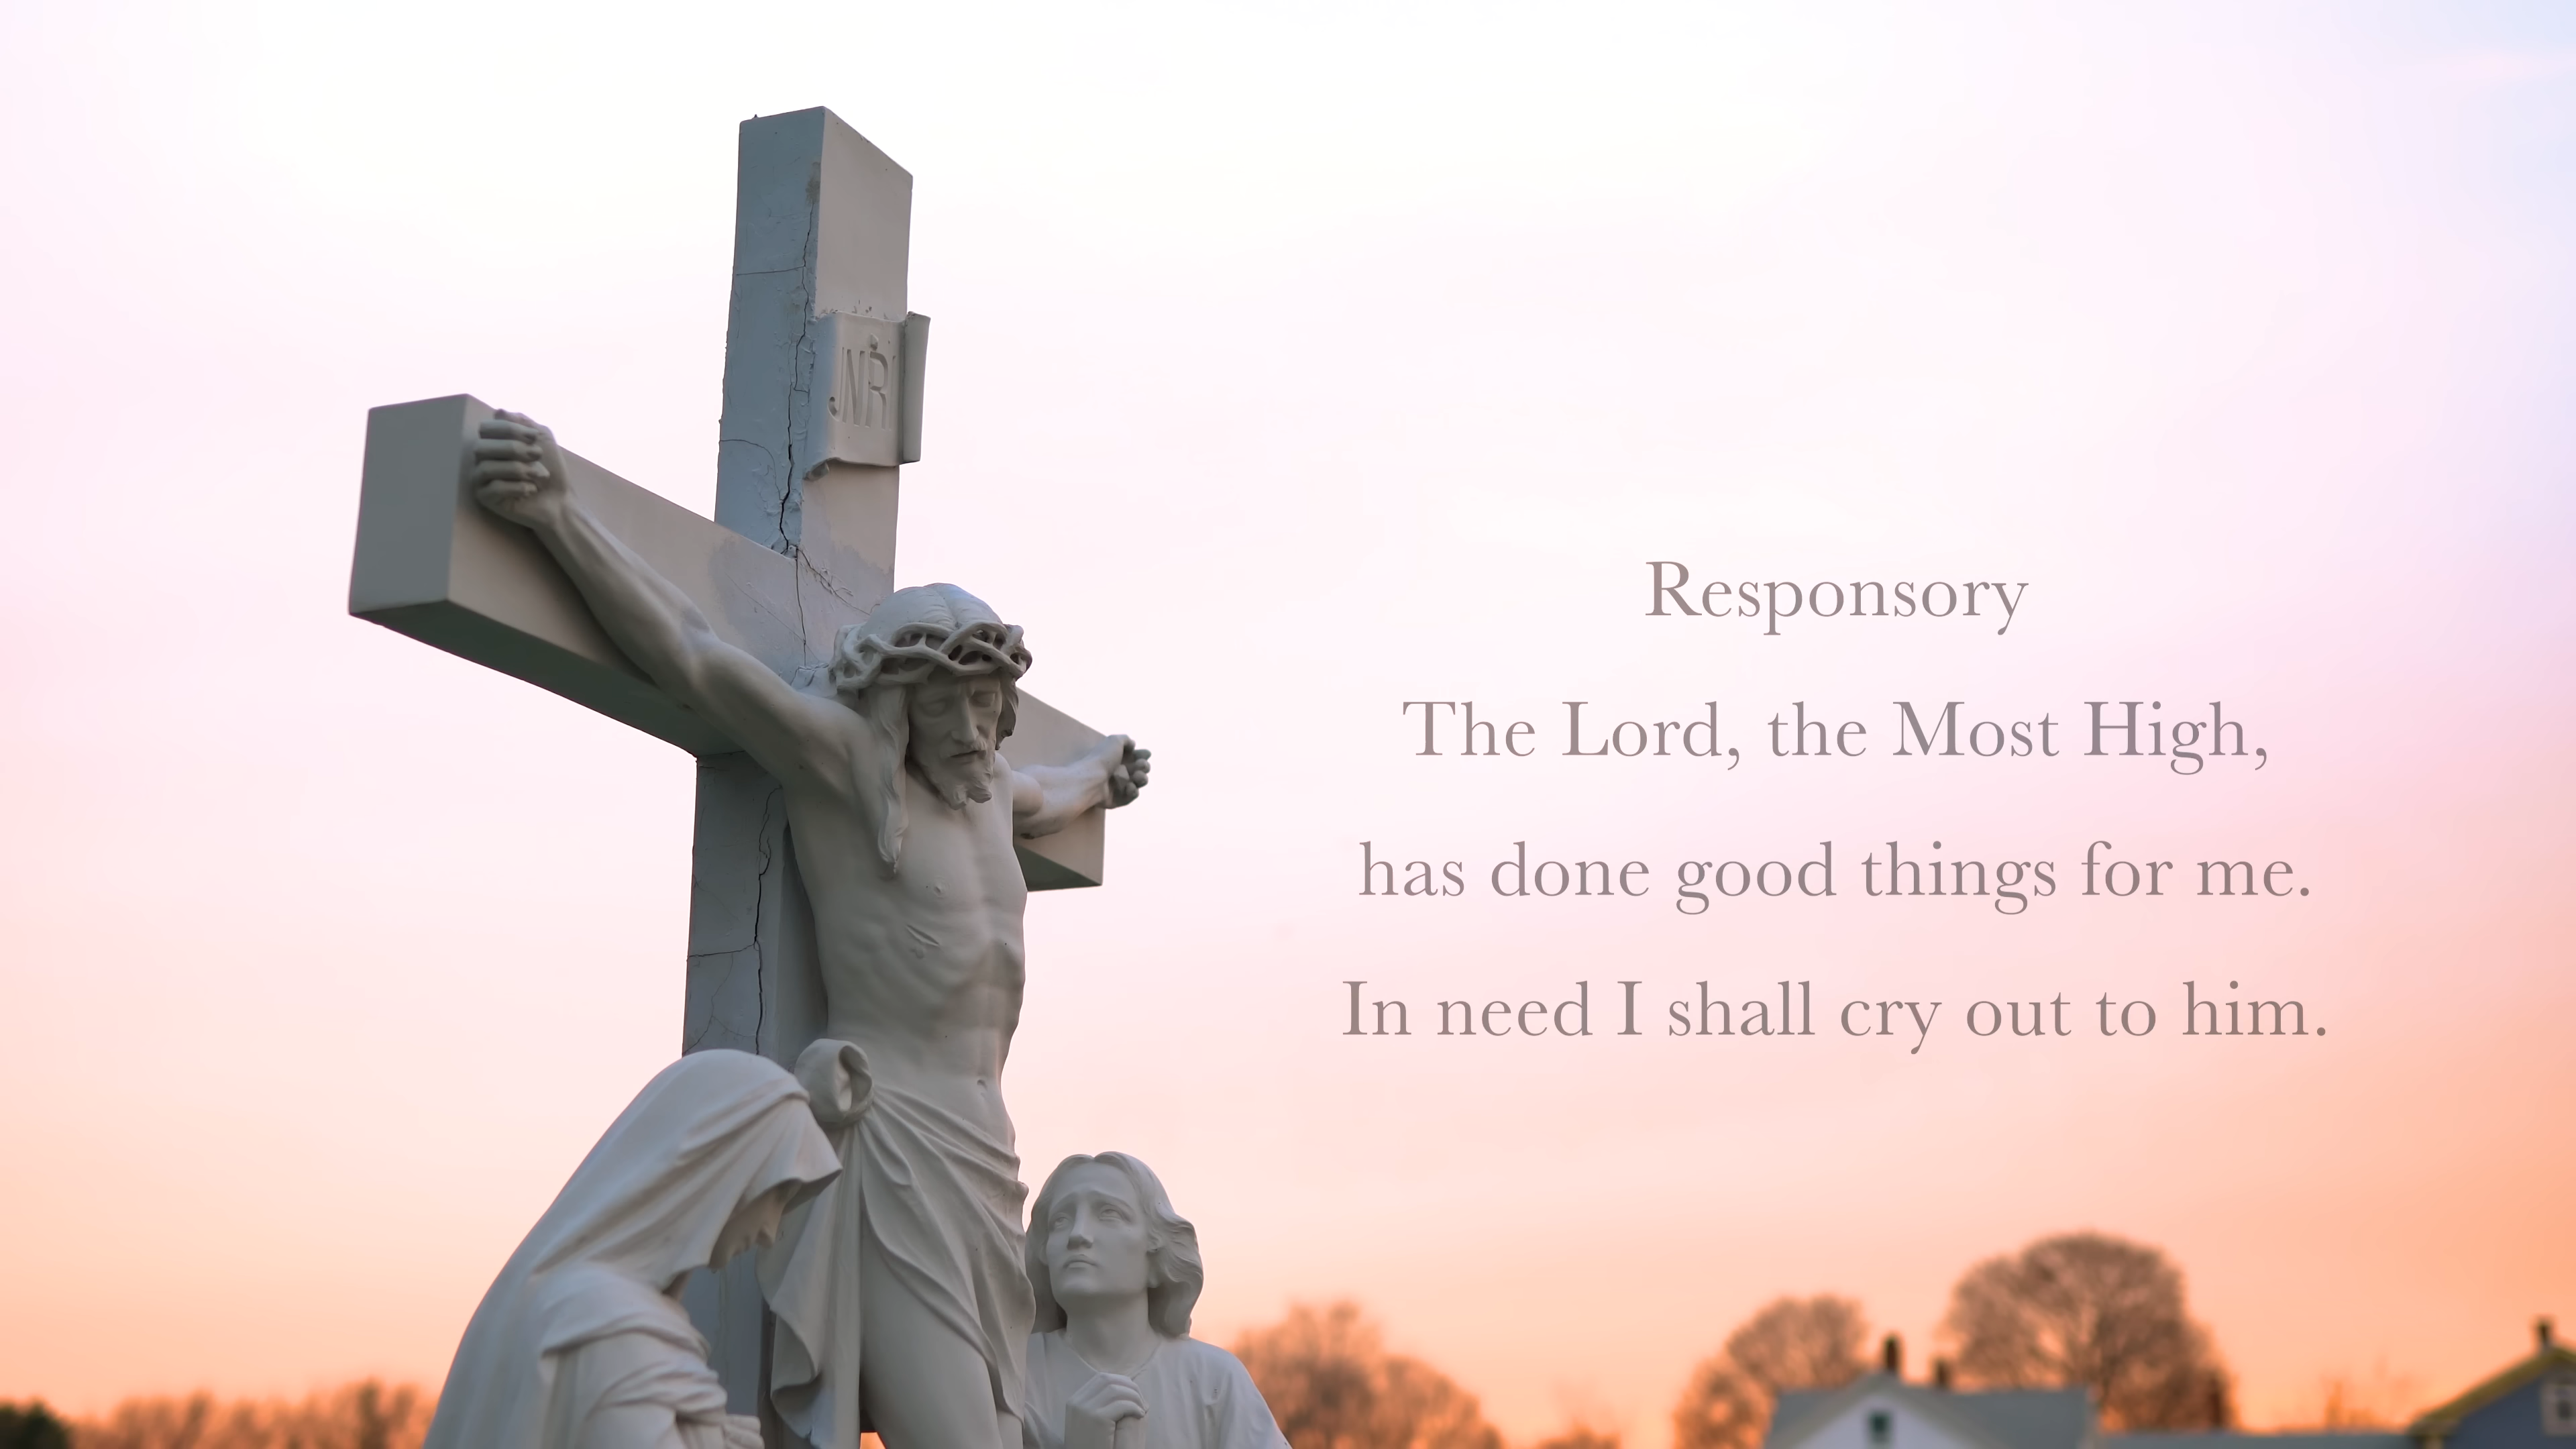 JNRI
Responsory
The Lord, the Most High,
has done good things for me.
In need I shall cry out to him.